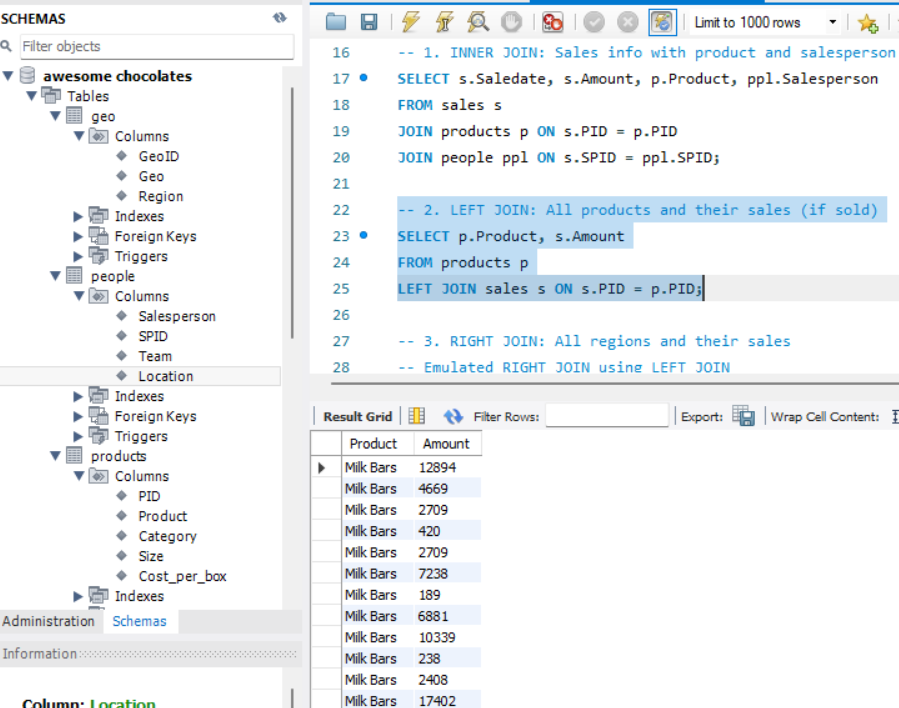 SCHEMAS
Filter objects
awesome chocolates
Tables
geo
Columns
GeoID
Geo
Region
Indexes
Foreign Keys
Triggers
people
Columns
Salesperson
SPID
Team
Location
Indexes
Foreign Keys
Triggers
products
Columns
PID
Product
Category
Size
Cost_per_box
Indexes
Administration Schemas
Information
Column: Location
Limit to 1000 rows
16 -- 1. INNER JOIN: Sales info with product and salesperson
17 SELECT s.Saledate, s.Amount, p.Product, ppl.Salesperson
18 FROM sales s
19 JOIN products p ON s.PID = p.PID
20 JOIN people ppl ON s.SPID = ppl.SPID;
21
22 -- 2. LEFT JOIN: All products and their sales (if sold)
23 SELECT p.Product, s.Amount
24 FROM products p
25 LEFT JOIN sales s ON s.PID = p.PID;
26
27 -- 3. RIGHT JOIN: All regions and their sales
28 -- Emulated RIGHT JOIN using LEFT JOIN
Result Grid Filter Rows: Export: Wrap Cell Content:
Product Amount
Milk Bars 12894
Milk Bars 4669
Milk Bars 2709
Milk Bars 420
Milk Bars 2709
Milk Bars 7238
Milk Bars 189
Milk Bars 6881
Milk Bars 10339
Milk Bars 238
Milk Bars 2408
Milk Bars 17402